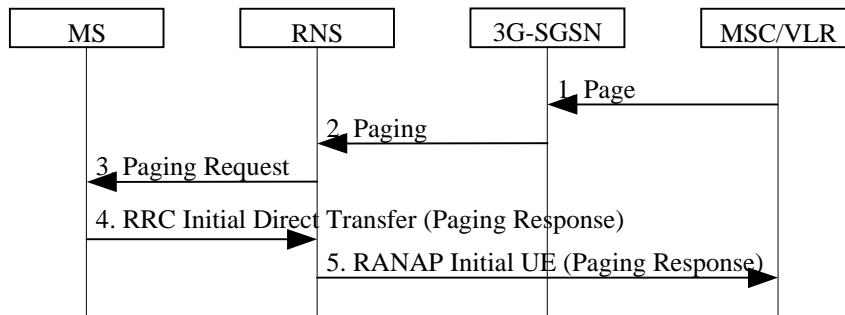 MS
RNS
3G-SGSN
MSC/VLR
1. Page
2. Paging
3. Paging Request
4. RRC Initial Direct Transfer (Paging Response)
5. RANAP Initial UE (Paging Response)